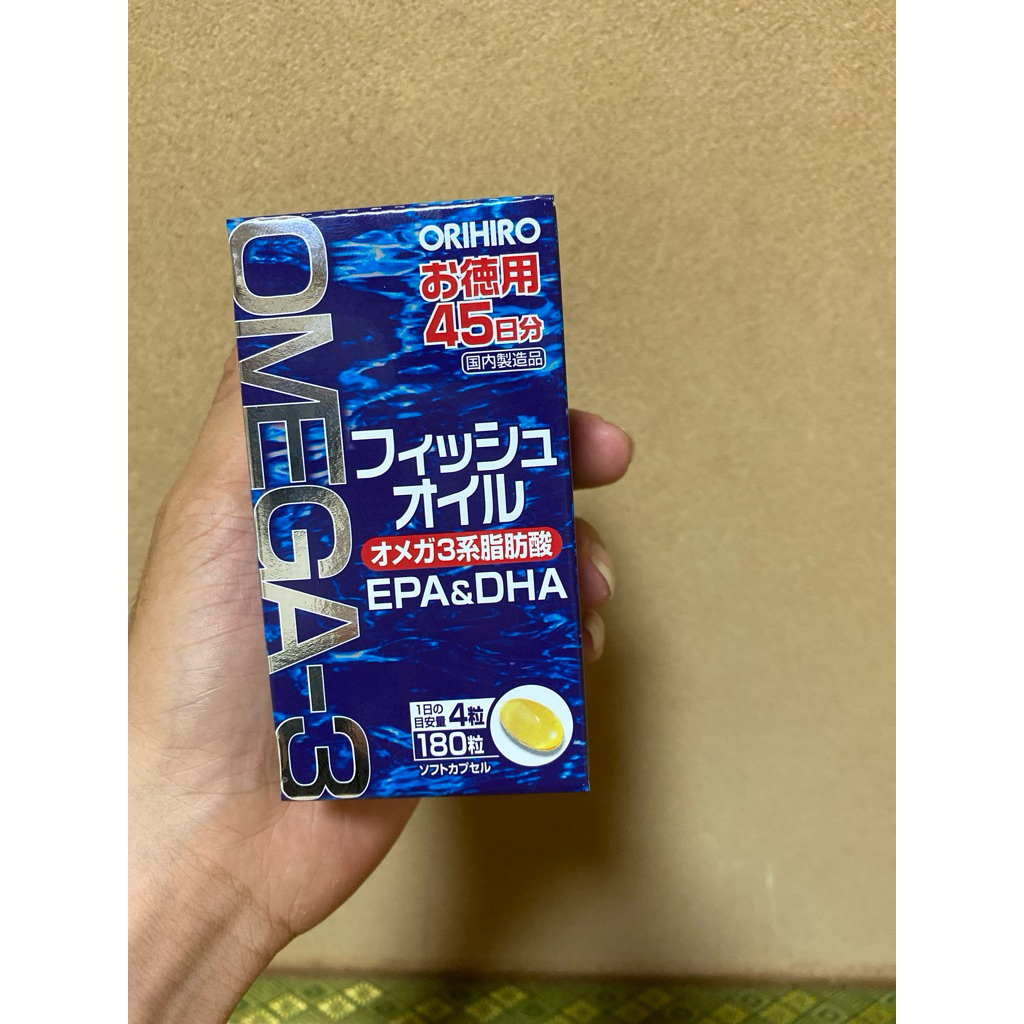 OMEGA-3
ORIHIRO
お徳用
45日分
国内製造品
フィッシュ
オイル
オメガ3系脂肪酸
EPA&DHA
1日の
目安量 4粒
180粒
ソフトカプセル